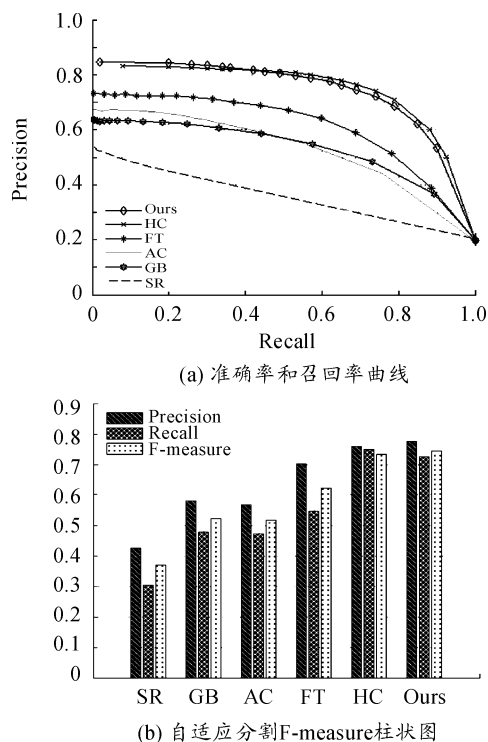 1.0
0.8
0.6
0.4
0.2
0
Precision
Ours
HC
FT
AC
GB
SR
0 0.2 0.4 0.6 0.8 1.0
Recall
(a) 准确率和召回率曲线
0.9
0.8
0.7
0.6
0.5
0.4
0.3
0.2
0.1
0
Precision
Recall
F-measure
SR GB AC FT HC Ours
(b) 自适应分割F-measure柱状图